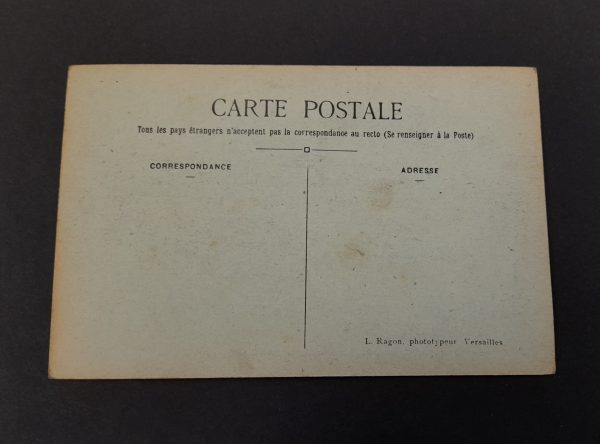 CARTE POSTALE
Tous les pays étrangers n'acceptent pas la correspondance au recto (Se renseigner à la Poste)
CORRESPONDANCE
ADRESSE
L. Ragon, phototypeur Versailles